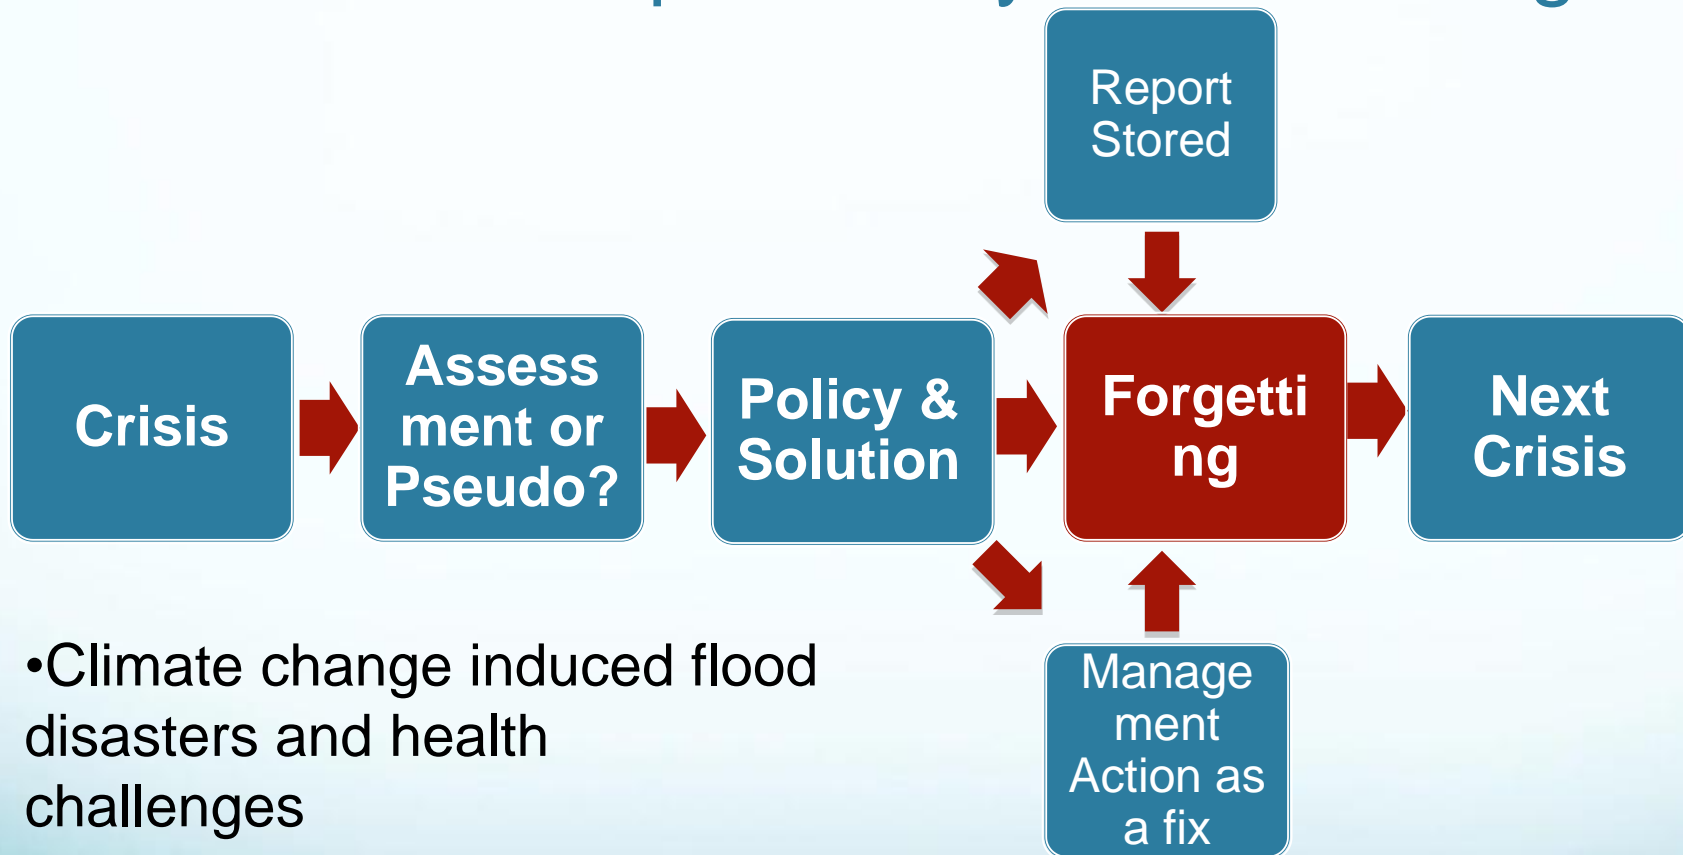 Report
Stored
Crisis
Assess
ment or
Pseudo?
Policy &
Solution
Forgetti
ng
Next
Crisis
•Climate change induced flood
disasters and health
challenges
Manage
ment
Action as
a fix